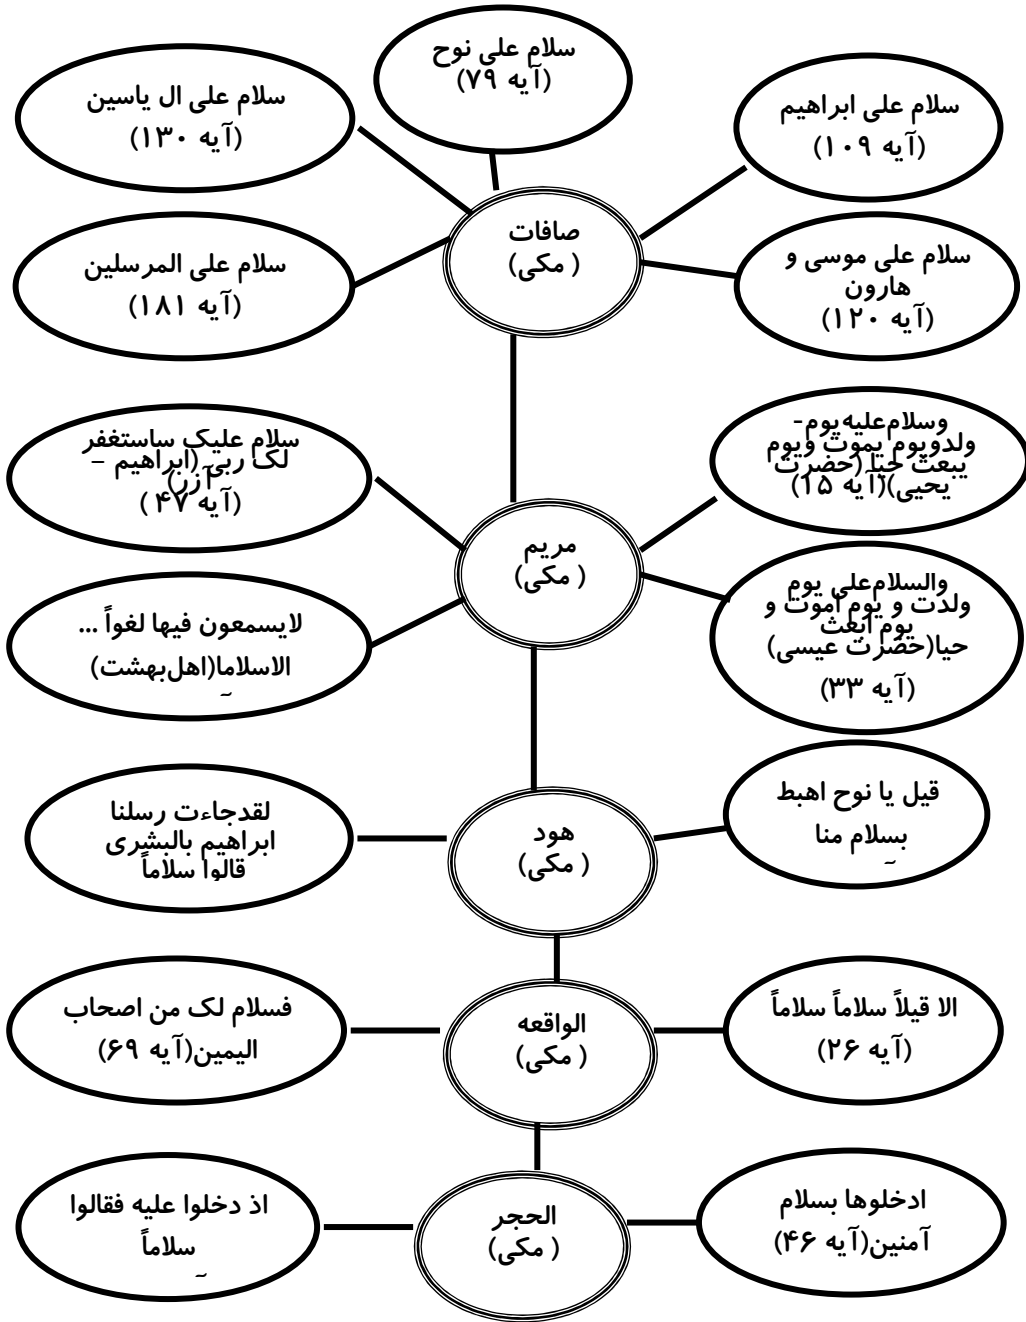 سلام علی نوح
(آیه ۷۹)
سلام علی ابراهیم
(آیه ۱۰۹)
سلام علی ال یاسین
(آیه ۱۳۰)
صافات
( مکی)
سلام علی موسی و
هارون
(آیه ۱۲۰)
سلام علی المرسلین
(آیه ۱۸۱)
وسلام علیه یوم-
ولدویوم یموت ویوم
یبعث حیا (حضرت
یحیی)(آیه ۱۵)
سلام علیک ساستغفر
لک ربی (ابراهیم –
آزر)
(آیه ۴۷ )
مریم
( مکی)
والسلام علی یوم
ولدت و یوم اموت و
یوم ابعث
حیا(حضرت عیسی)
(آیه ۳۳)
لایسمعون فیها لغواً ...
الاسلاما(اهل بهشت)
قیل یا نوح اهبط
بسلام منا
هود
( مکی)
لقدجاءت رسلنا
ابراهیم بالبشری
قالوا سلاماً
الا قیلاً سلاماً سلاماً
(آیه ۲۶)
الواقعه
( مکی)
فسلام لک من اصحاب
الیمین(آیه ۶۹)
ادخلوها بسلام
آمنین(آیه ۴۶)
الحجر
( مکی)
اذ دخلوا علیه فقالوا
سلاماً